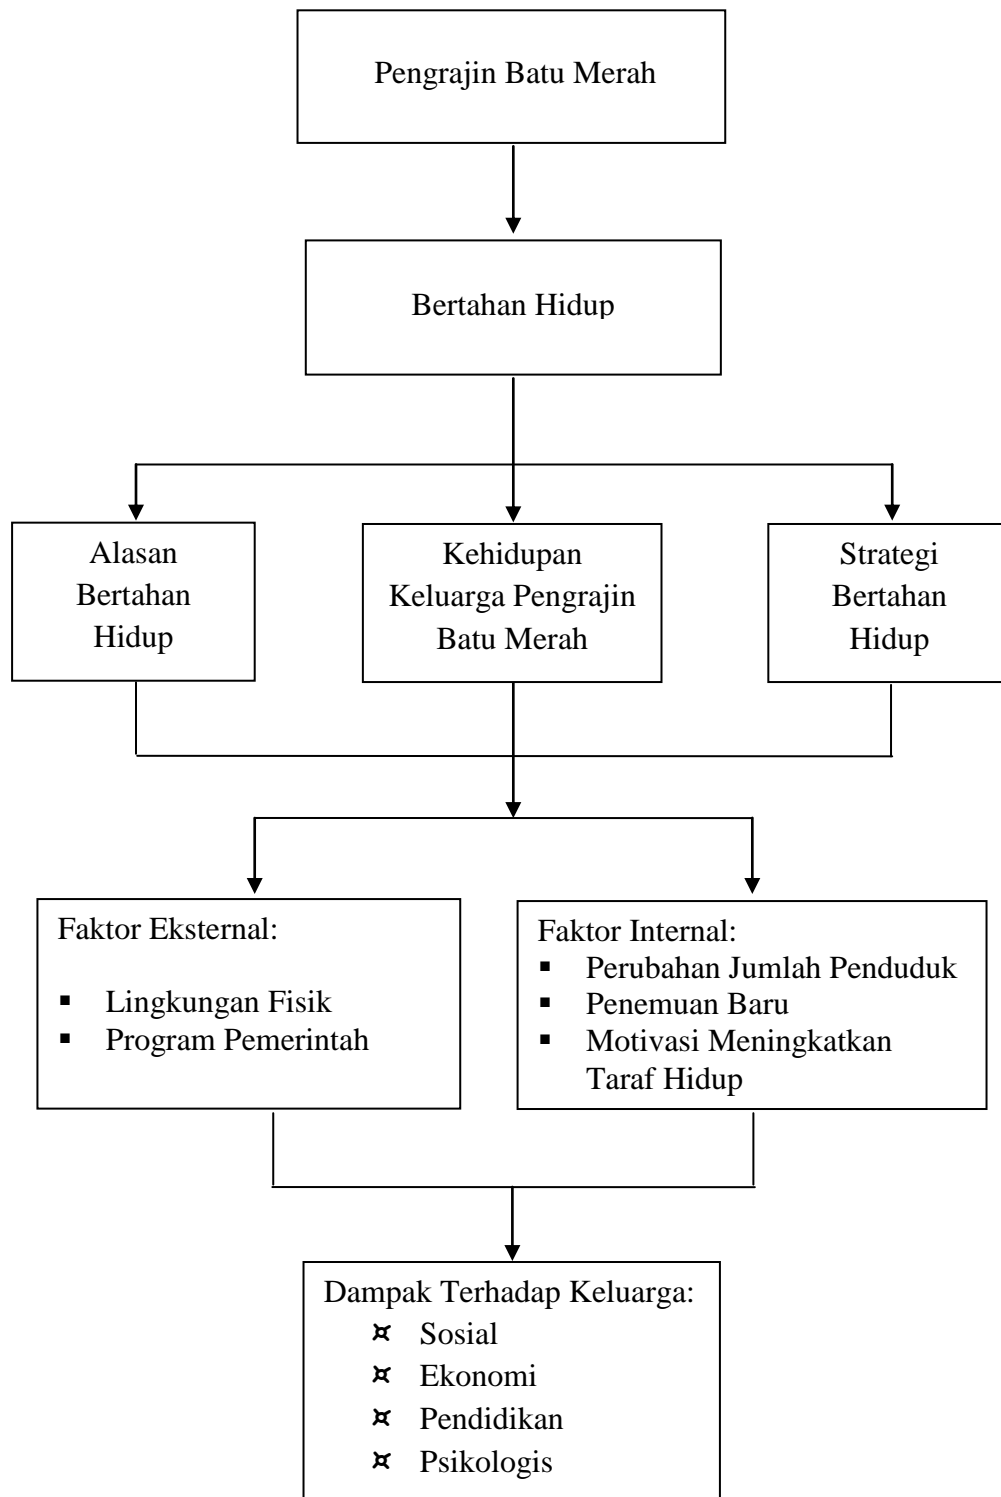 Pengrajin Batu Merah
Bertahan Hidup
Alasan
Bertahan
Hidup
Kehidupan
Keluarga Pengrajin
Batu Merah
Strategi
Bertahan
Hidup
Faktor Eksternal:
▪ Lingkungan Fisik
▪ Program Pemerintah
Faktor Internal:
▪ Perubahan Jumlah Penduduk
▪ Penemuan Baru
▪ Motivasi Meningkatkan
Taraf Hidup
Dampak Terhadap Keluarga:
¤ Sosial
¤ Ekonomi
¤ Pendidikan
¤ Psikologis